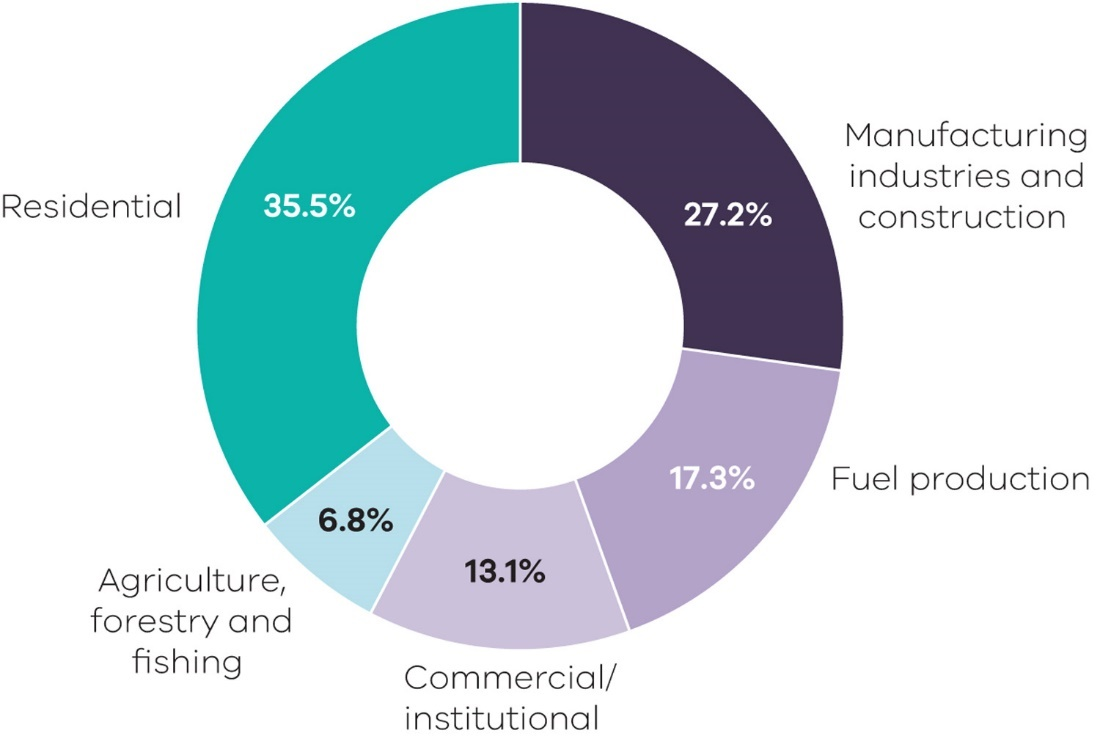 Manufacturing
industries and
construction
27.2%
Fuel production
17.3%
Commercial/
institutional
13.1%
Agriculture,
forestry and
fishing
6.8%
Residential
35.5%